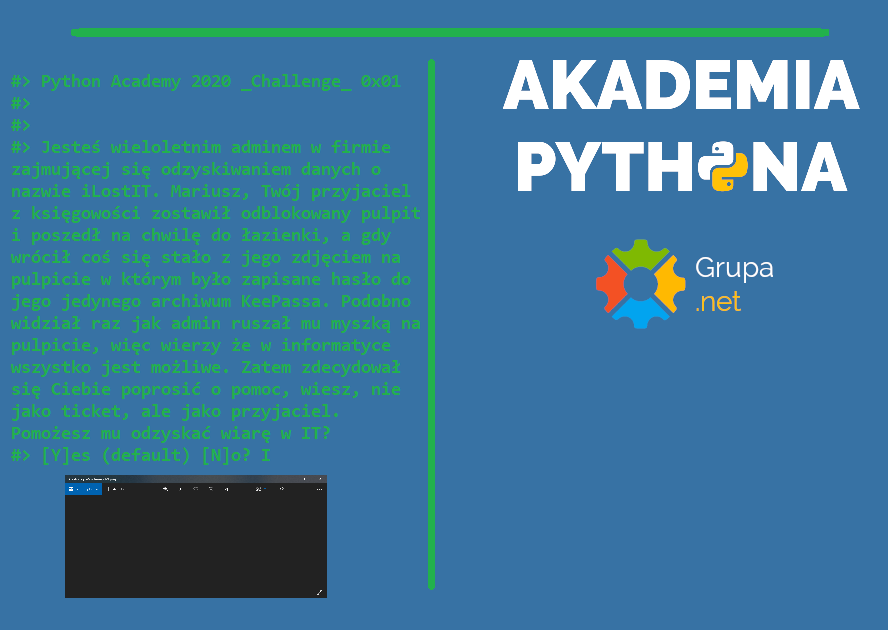 #> Python Academy 2020 _Challenge_ 0x01
#>
#>
#> Jesteś wieloletnim adminem w firmie
zajmującej się odzyskiwaniem danych o
nazwie iLostIT. Mariusz, Twój przyjaciel
z księgowości zostawił odblokowany pulpit
i poszedł na chwilę do łazienki, a gdy
wrócił coś się stało z jego zdjęciem na
pulpicie w którym było zapisane hasło do
jego jedynego archiwum KeePassa. Podobno
widział raz jak admin ruszał mu myszką na
pulpicie, więc wierzy że w informatyce
wszystko jest możliwe. Zatem zdecydował
się Ciebie poprosić o pomoc, wiesz, nie
jako ticket, ale jako przyjaciel.
Pomożesz mu odzyskać wiarę w IT?
#> [Y]es (default) [N]o? I
AKADEMIA
PYTHONA
Grupa
.net